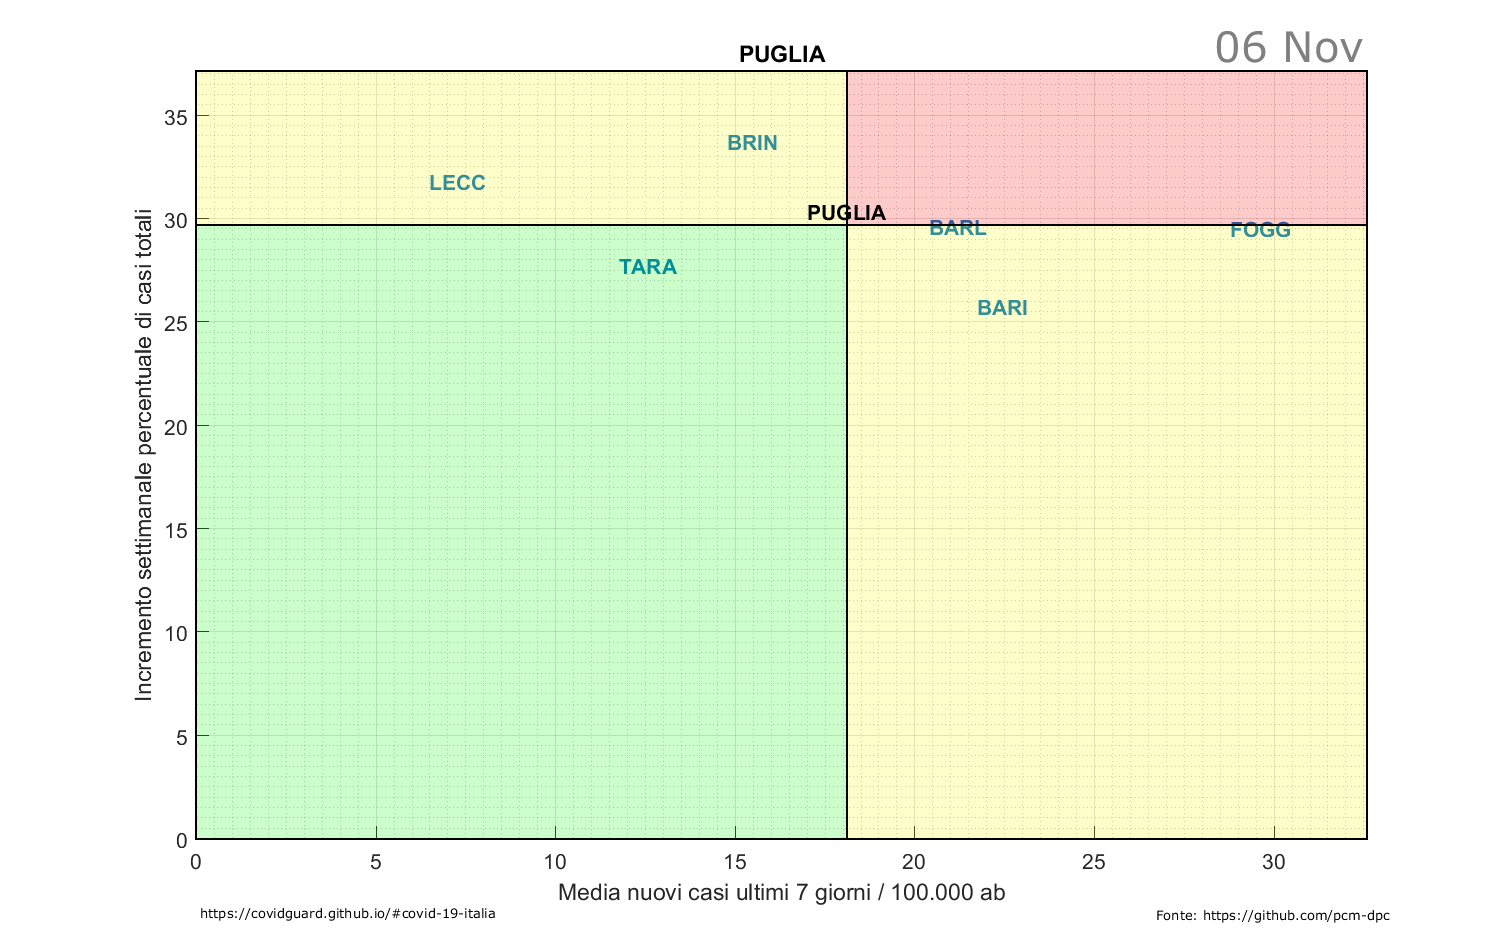 PUGLIA
06 Nov
35
30
25
20
15
10
5
0
Incremento settimanale percentuale di casi totali
BRIN
LECC
PUGLIA
BARL
FOGG
TARA
BARI
0 5 10 15 20 25 30
Media nuovi casi ultimi 7 giorni / 100.000 ab
https://covidguard.github.io/#covid-19-italia
Fonte: https://github.com/pcm-dpc